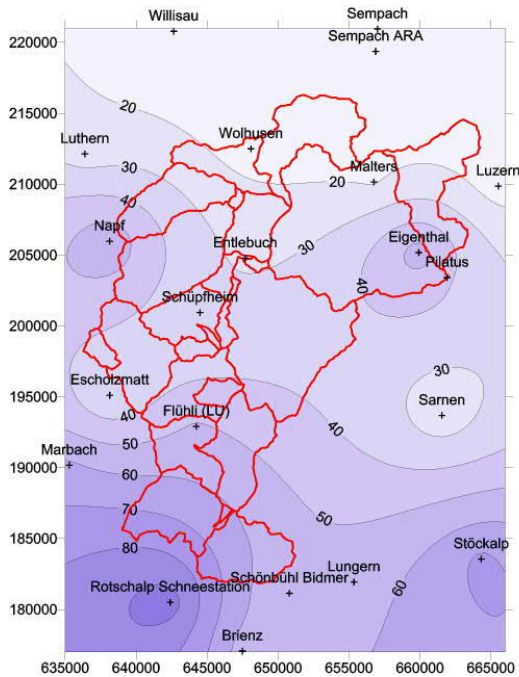 Willisau
Sempach
220000
Sempach ARA
20
215000
Luthern
Wolhusen
30
Malters
Luzern
20
210000
40
Napf
Eigenthal
30
Entlebuch
205000
Pilatus
40
Schüpfheim
200000
30
Escholzmatt
Sarnen
195000
40
Flühli (LU)
40
50
Marbach
190000
60
70
50
185000
80
Stöckalp
Lungern
Rotschalp Schneestation
Schönbühl Bidmer
60
180000
Brienz
635000 640000 645000 650000 655000 660000 665000